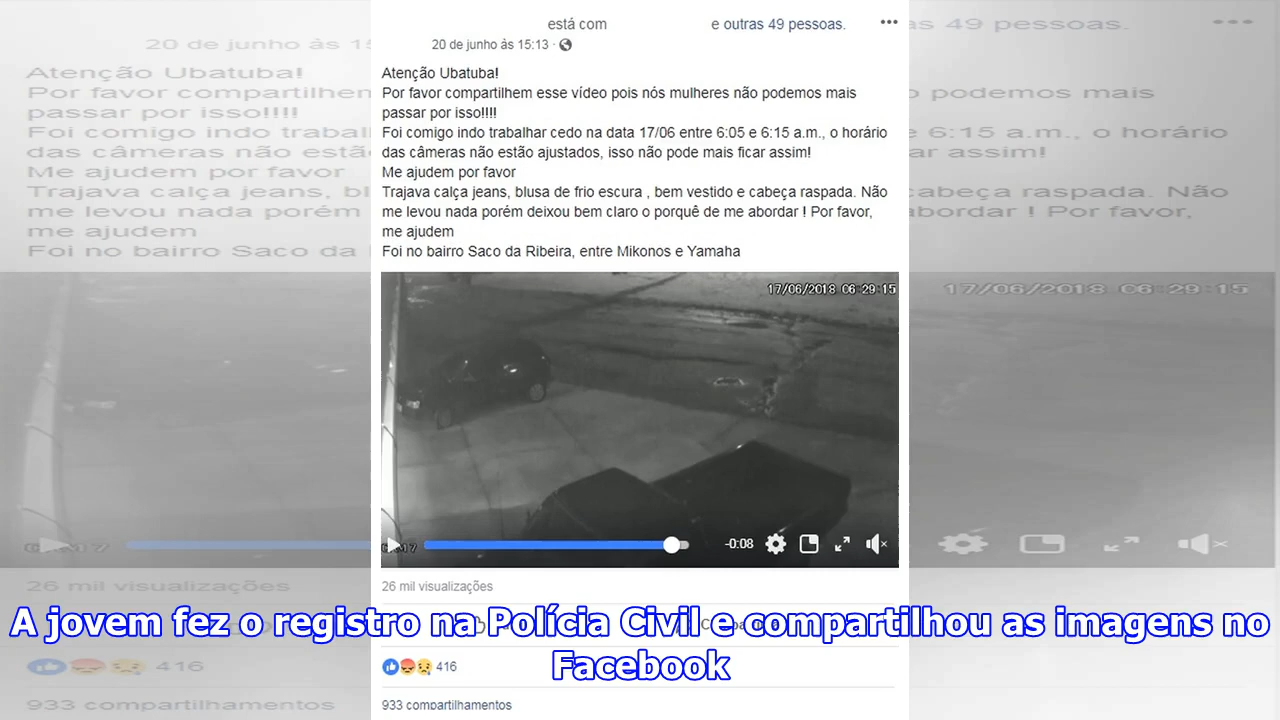 está com e outras 49 pessoas.
20 de junho às 15:13
Atenção Ubatuba!
Por favor compartilhem esse vídeo pois nós mulheres não podemos mais
passar por isso!!!!
Foi comigo indo trabalhar cedo na data 17/06 entre 6:05 e 6:15 a.m., o horário
das câmeras não estão ajustados, isso não pode mais ficar assim!
Me ajudem por favor
Trajava calça jeans, blusa de frio escura , bem vestido e cabeça raspada. Não
me levou nada porém deixou bem claro o porquê de me abordar ! Por favor,
me ajudem
Foi no bairro Saco da Ribeira, entre Mikonos e Yamaha
17/06/2018 06:29:15
-0:08
26 mil visualizações
A jovem fez o registro na Polícia Civil e compartilhou as imagens no
Facebook
416
933 compartilhamentos